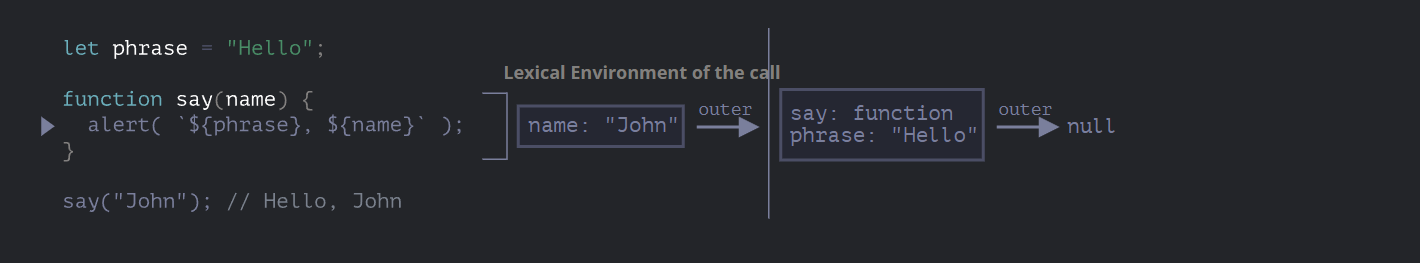 let phrase = "Hello";
function say(name) {
alert( `${phrase}, ${name}` );
}
say("John"); // Hello, John
Lexical Environment of the call
name: "John"
outer
say: function
phrase: "Hello"
outer
null